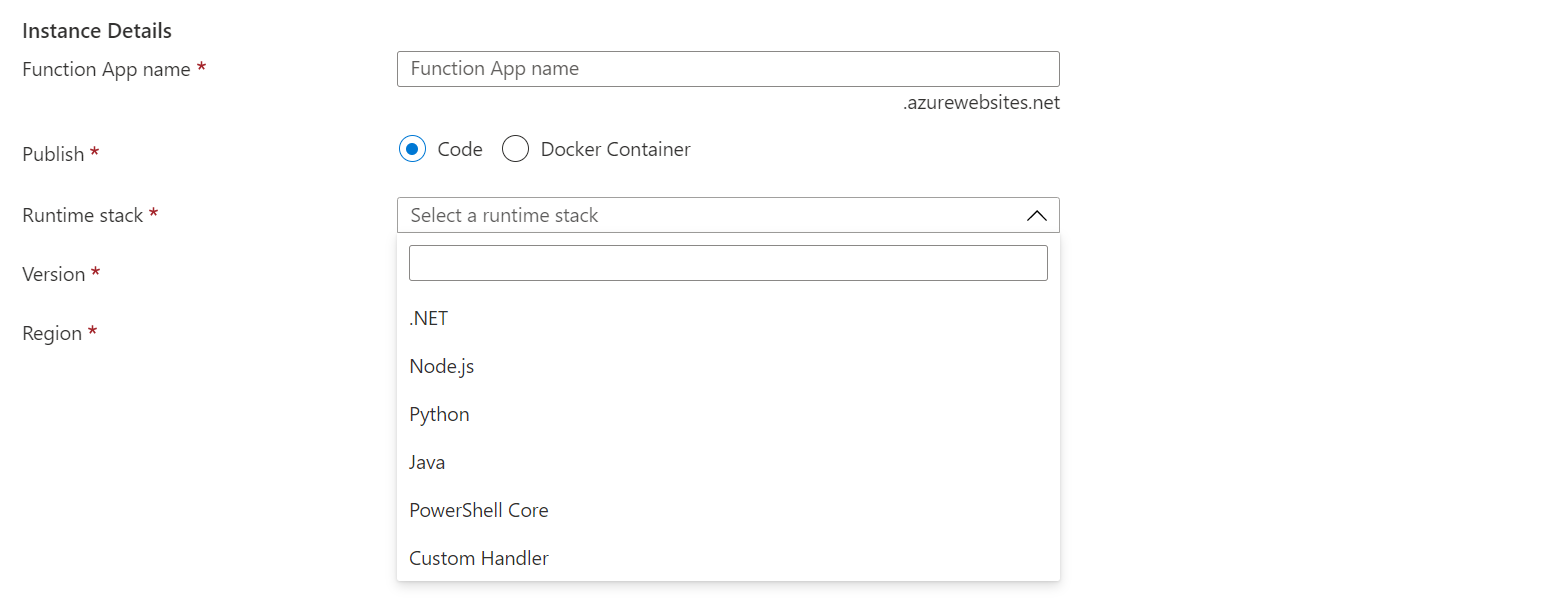 Instance Details
Function App name *
Function App name
.azurewebsites.net
Publish *
Code
Docker Container
Runtime stack *
Select a runtime stack
Version *
Region *
.NET
Node.js
Python
Java
PowerShell Core
Custom Handler